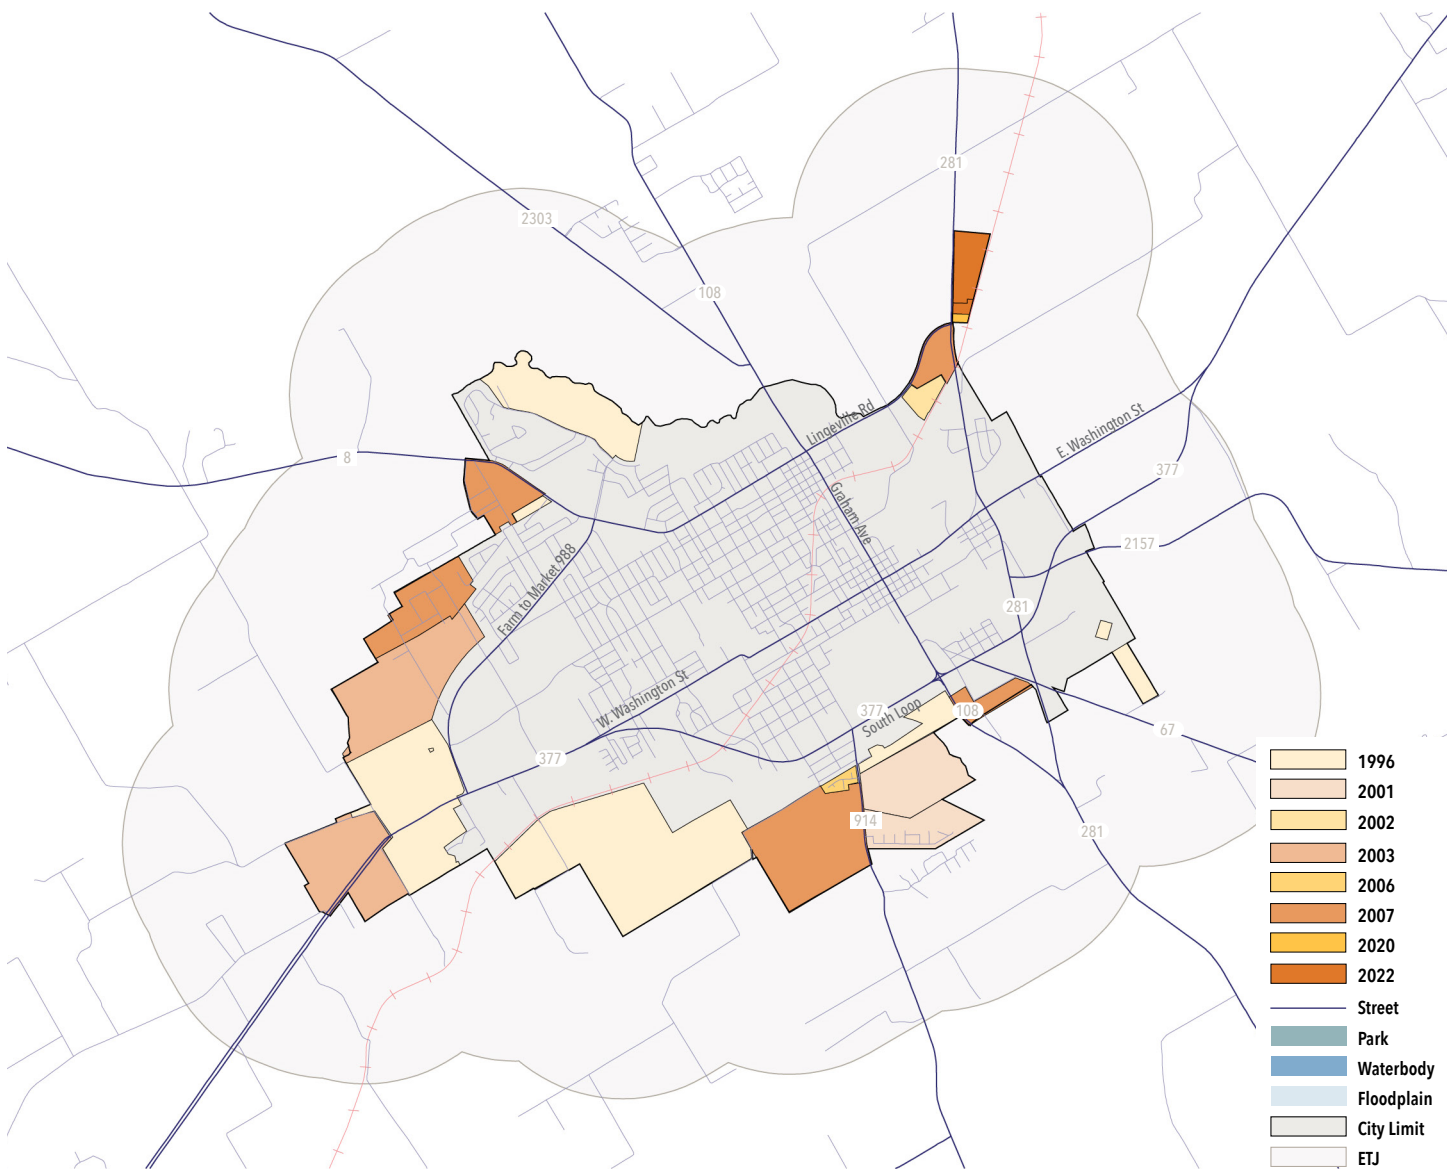 281
2303
108
Lingleville Rd
E. Washington St
8
377
Graham Ave
2157
Farm to Market 988
281
W. Washington St
377
South Loop
108
67
377
914
281
1996
2001
2002
2003
2006
2007
2020
2022
Street
Park
Waterbody
Floodplain
City Limit
ETJ